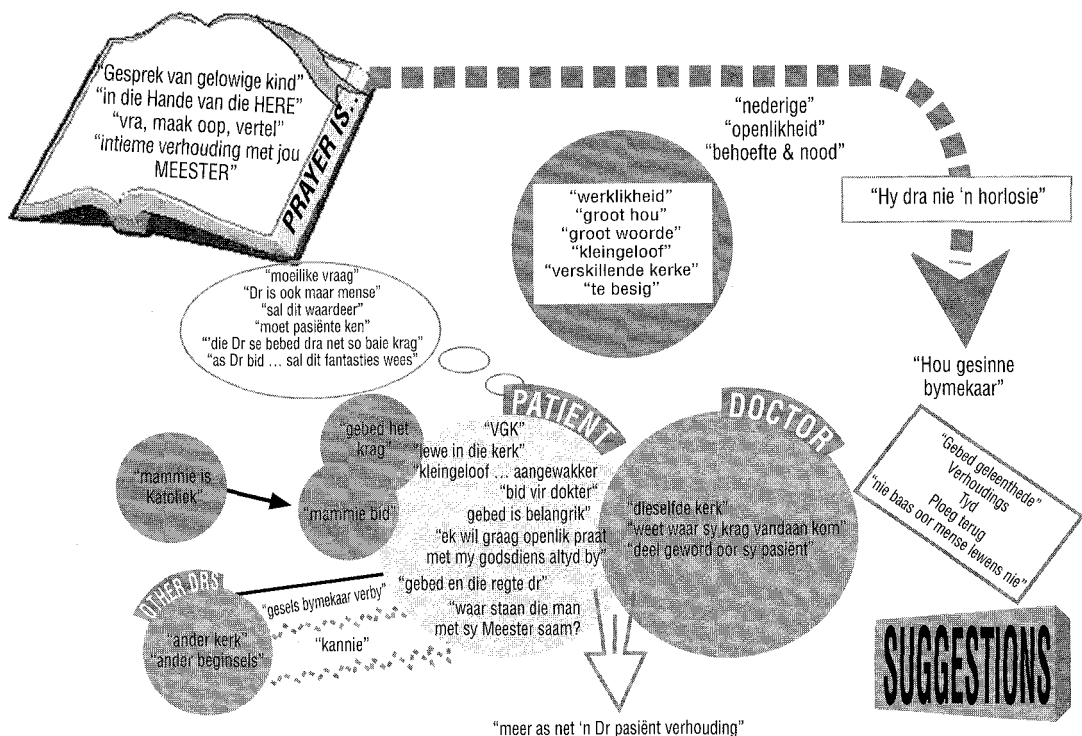 "Gesprek van gelowige kind"
"in die Hande van die HERE"
"vra, maak oop, vertel"
"intieme verhouding met jou
MEESTER"
PRAYER IS..
"nederige"
"openlikheid"
"behoefte & nood"
"Hy dra nie 'n horlosie"
"Hou gesinne
bymekaar"
"werklikheid"
"groot hou"
"groot woorde"
"kleingeloof"
"verskillende kerke"
"te besig"
"moeilike vraag"
"Dr is ook maar mense"
"sal dit waardeer"
"moet pasiënte ken"
"'die Dr se bebed dra net so baie krag"
"as Dr bid ... sal dit fantasties wees"
PATIENT
"VGK"
"lewe in die kerk"
"kleingeloof ... aangewakker
"bid vir dokter"
gebed is belangrik"
"ek wil graag openlik praat
met my godsdiens altyd by"
"gebed en die regte dr"
"waar staan die man
met sy Meester saam?
DOCTOR
"dieselfde kerk"
"weet waar sy krag vandaan kom"
"deel geword oor sy pasiënt"
"gebed het
krag"
"mammie is
Katoliek"
"mammie bid"
OTHER DRS
"ander kerk"
"ander beginsels"
"gesels bymekaar verby"
"kannie"
"Gebed geleenthede"
Verhoudings
Tyd
Ploeg terug
"nie baas oor mense lewens nie"
SUGGESTIONS
"meer as net 'n Dr pasiënt verhouding"